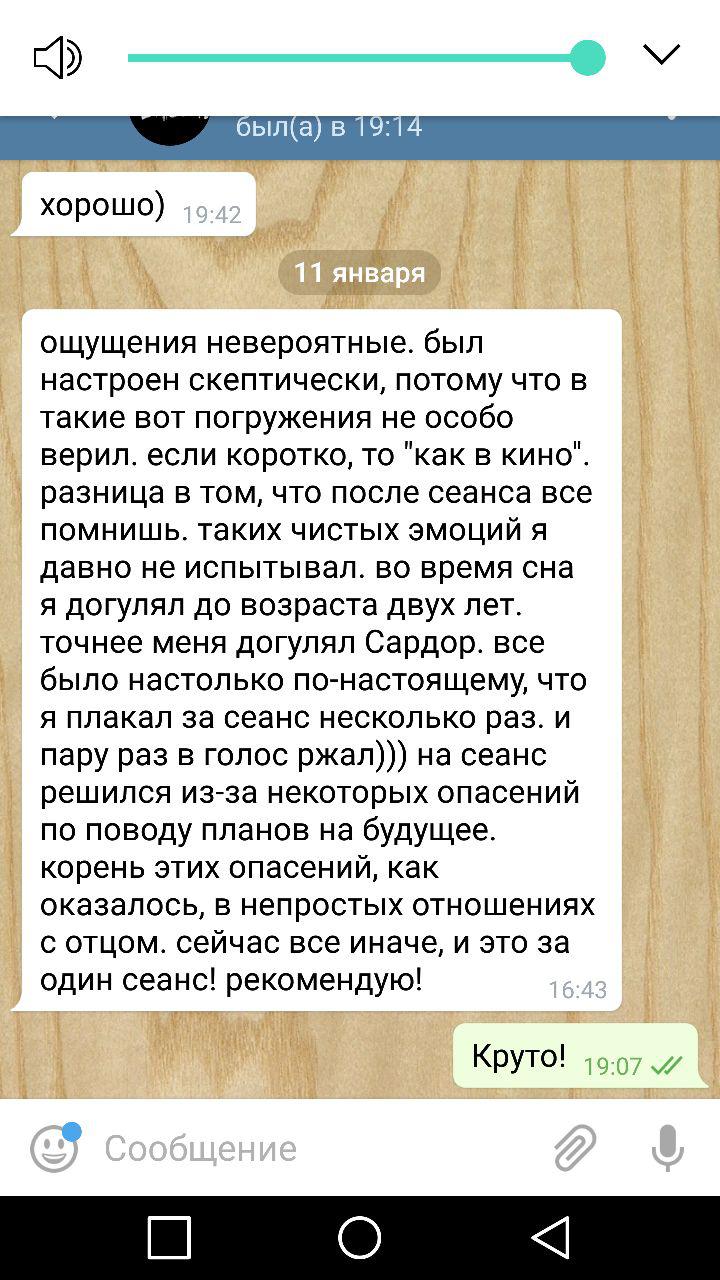 был(а) в 19:14
хорошо) 19:42
11 января
ощущения невероятные. был
настроен скептически, потому что в
такие вот погружения не особо
верил. если коротко, то "как в кино".
разница в том, что после сеанса все
помнишь. таких чистых эмоций я
давно не испытывал. во время сна
я догулял до возраста двух лет.
точнее меня догулял Сардор. все
было настолько по-настоящему, что
я плакал за сеанс несколько раз. и
пару раз в голос ржал))) на сеанс
решился из-за некоторых опасений
по поводу планов на будущее.
корень этих опасений, как
оказалось, в непростых отношениях
с отцом. сейчас все иначе, и это за
один сеанс! рекомендую! 16:43
Круто! 19:07
Сообщение